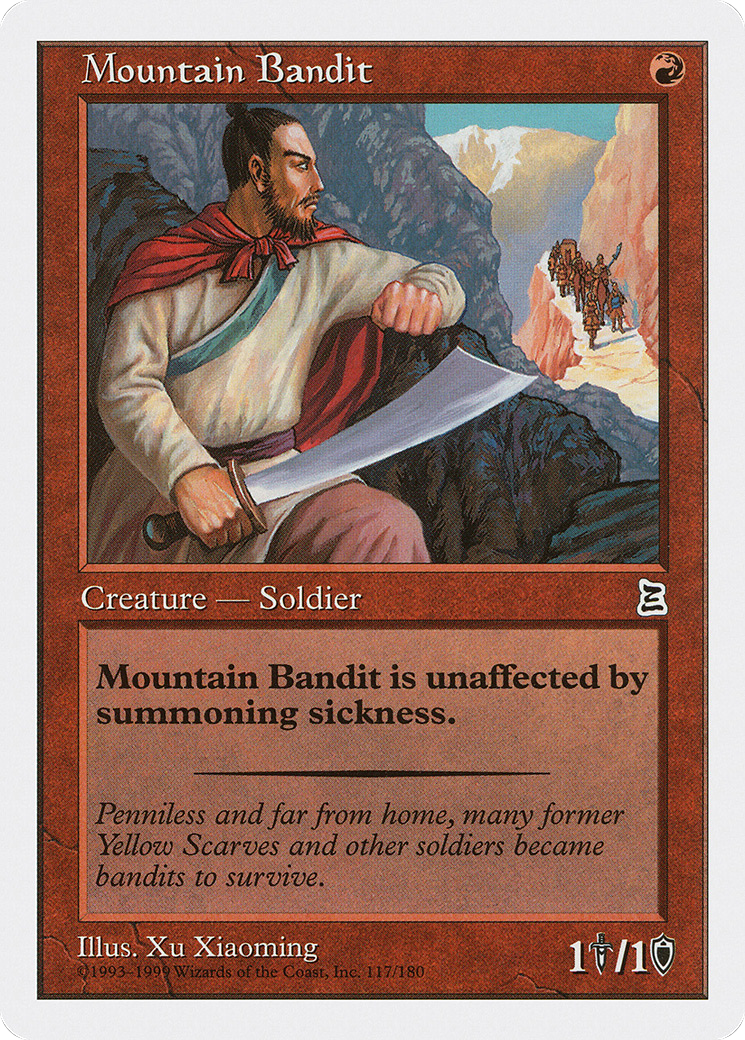 Mountain Bandit
Creature — Soldier
Mountain Bandit is unaffected by
summoning sickness.
Penniless and far from home, many former
Yellow Scarves and other soldiers became
bandits to survive.
Illus. Xu Xiaoming
©1993–1999 Wizards of the Coast, Inc. 117/180
1/1